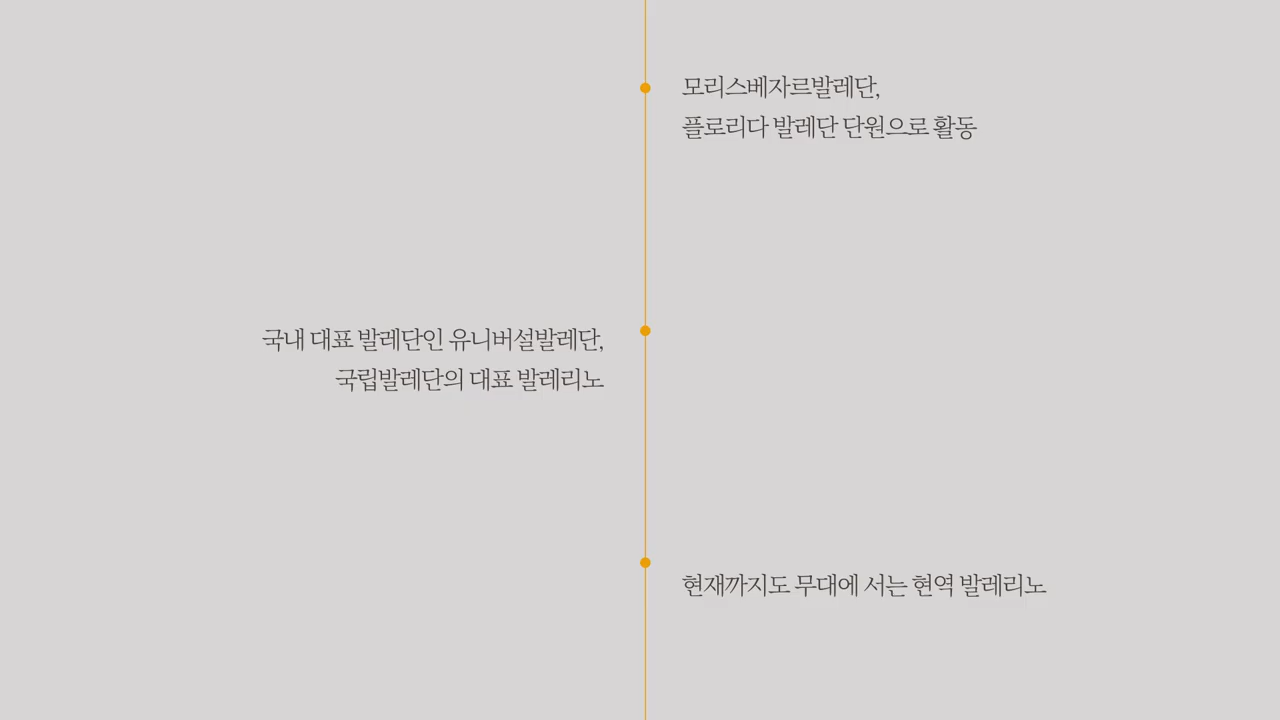 모리스베자르발레단,
플로리다 발레단 단원으로 활동
국내 대표 발레단인 유니버설발레단,
국립발레단의 대표 발레리노
현재까지도 무대에 서는 현역 발레리노